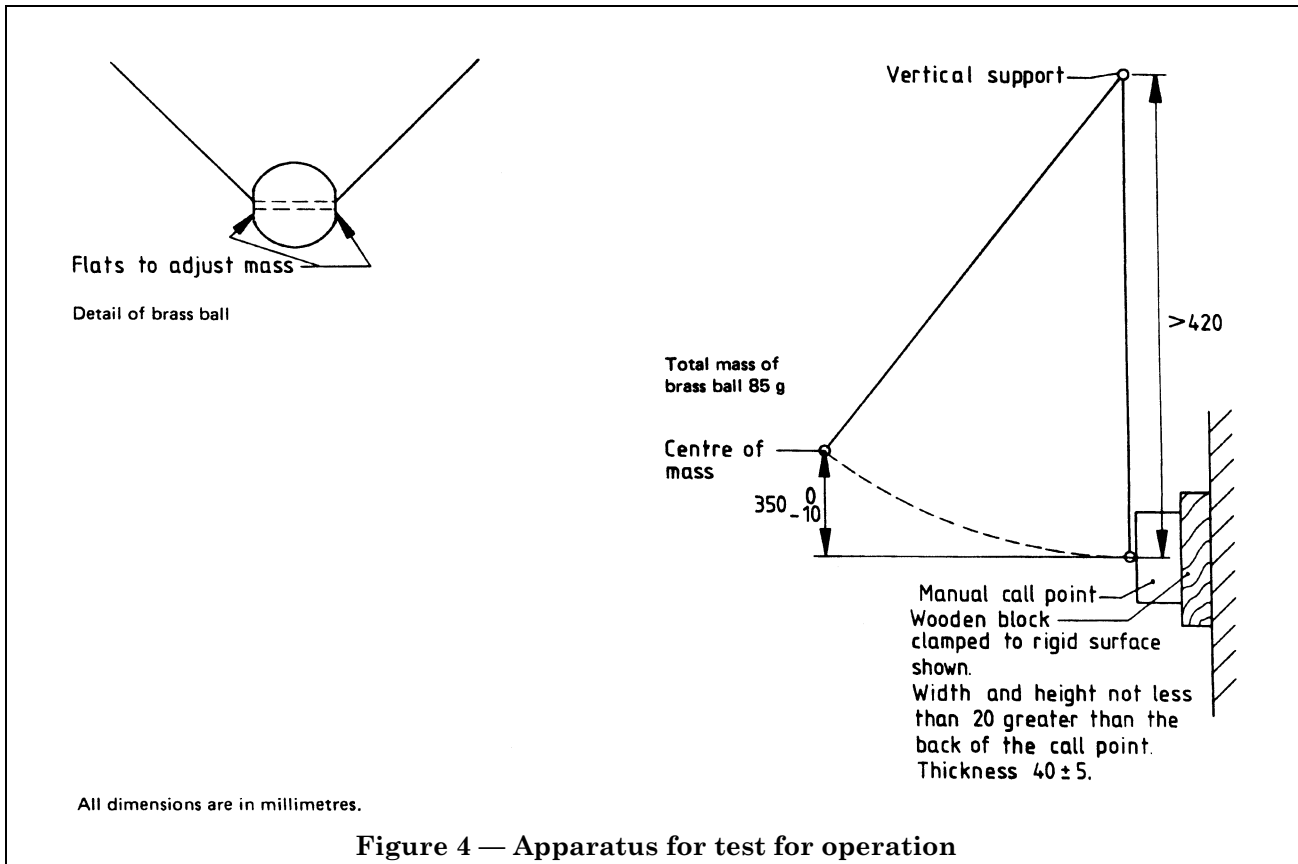 Vertical support
Flats to adjust mass
Detail of brass ball
>420
Total mass of
brass ball 85 g
Centre of
mass
350 0
-10
Manual call point
Wooden block
clamped to rigid surface
shown.
Width and height not less
than 20 greater than the
back of the call point.
Thickness 40 ± 5.
All dimensions are in millimetres.
Figure 4 — Apparatus for test for operation